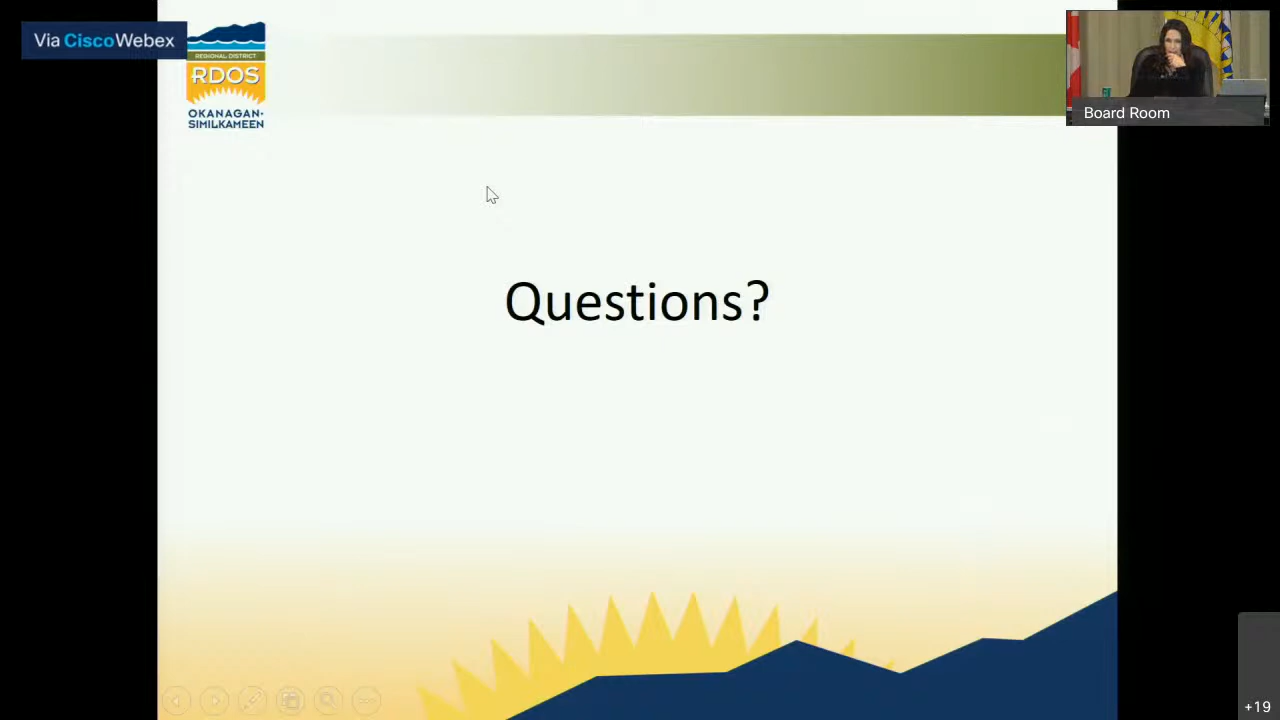 Via CiscoWebex
REGIONAL DISTRICT
RDOS
OKANAGAN-
SIMILKAMEEN
Board Room
Questions?
+19